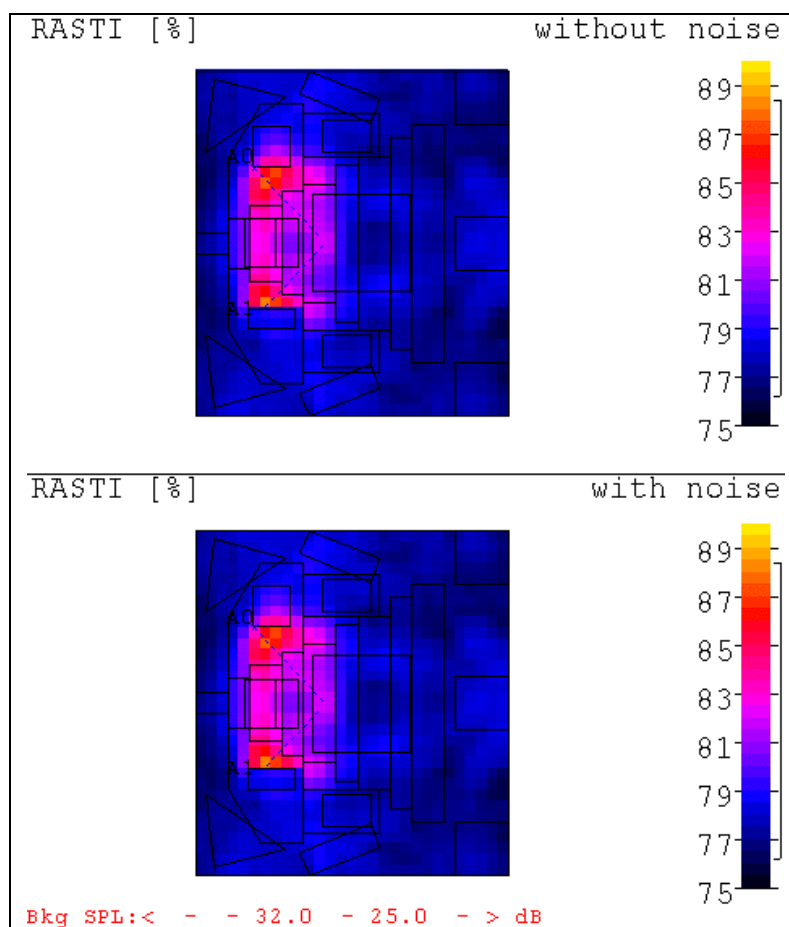 RASTI [%] without noise
A0
A1
89
87
85
83
81
79
77
75
RASTI [%] with noise
A0
A1
89
87
85
83
81
79
77
75
Bkg SPL:< - - 32.0 - 25.0 - > dB